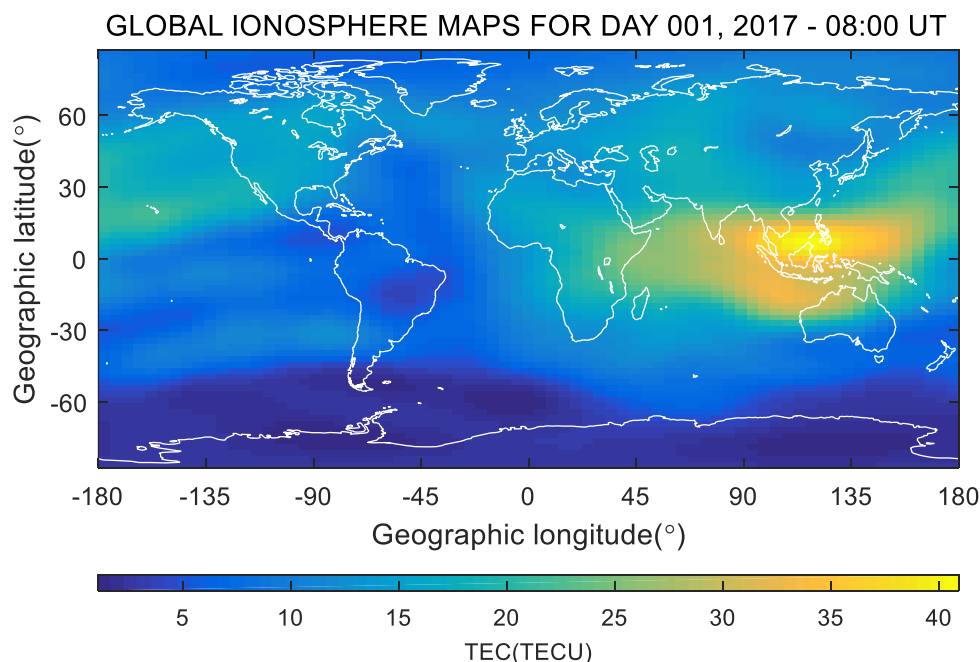 GLOBAL IONOSPHERE MAPS FOR DAY 001, 2017 - 08:00 UT
Geographic latitude(°)
60
30
0
-30
-60
-180 -135 -90 -45 0 45 90 135 180
Geographic longitude(°)
5 10 15 20 25 30 35 40
TEC(TECU)